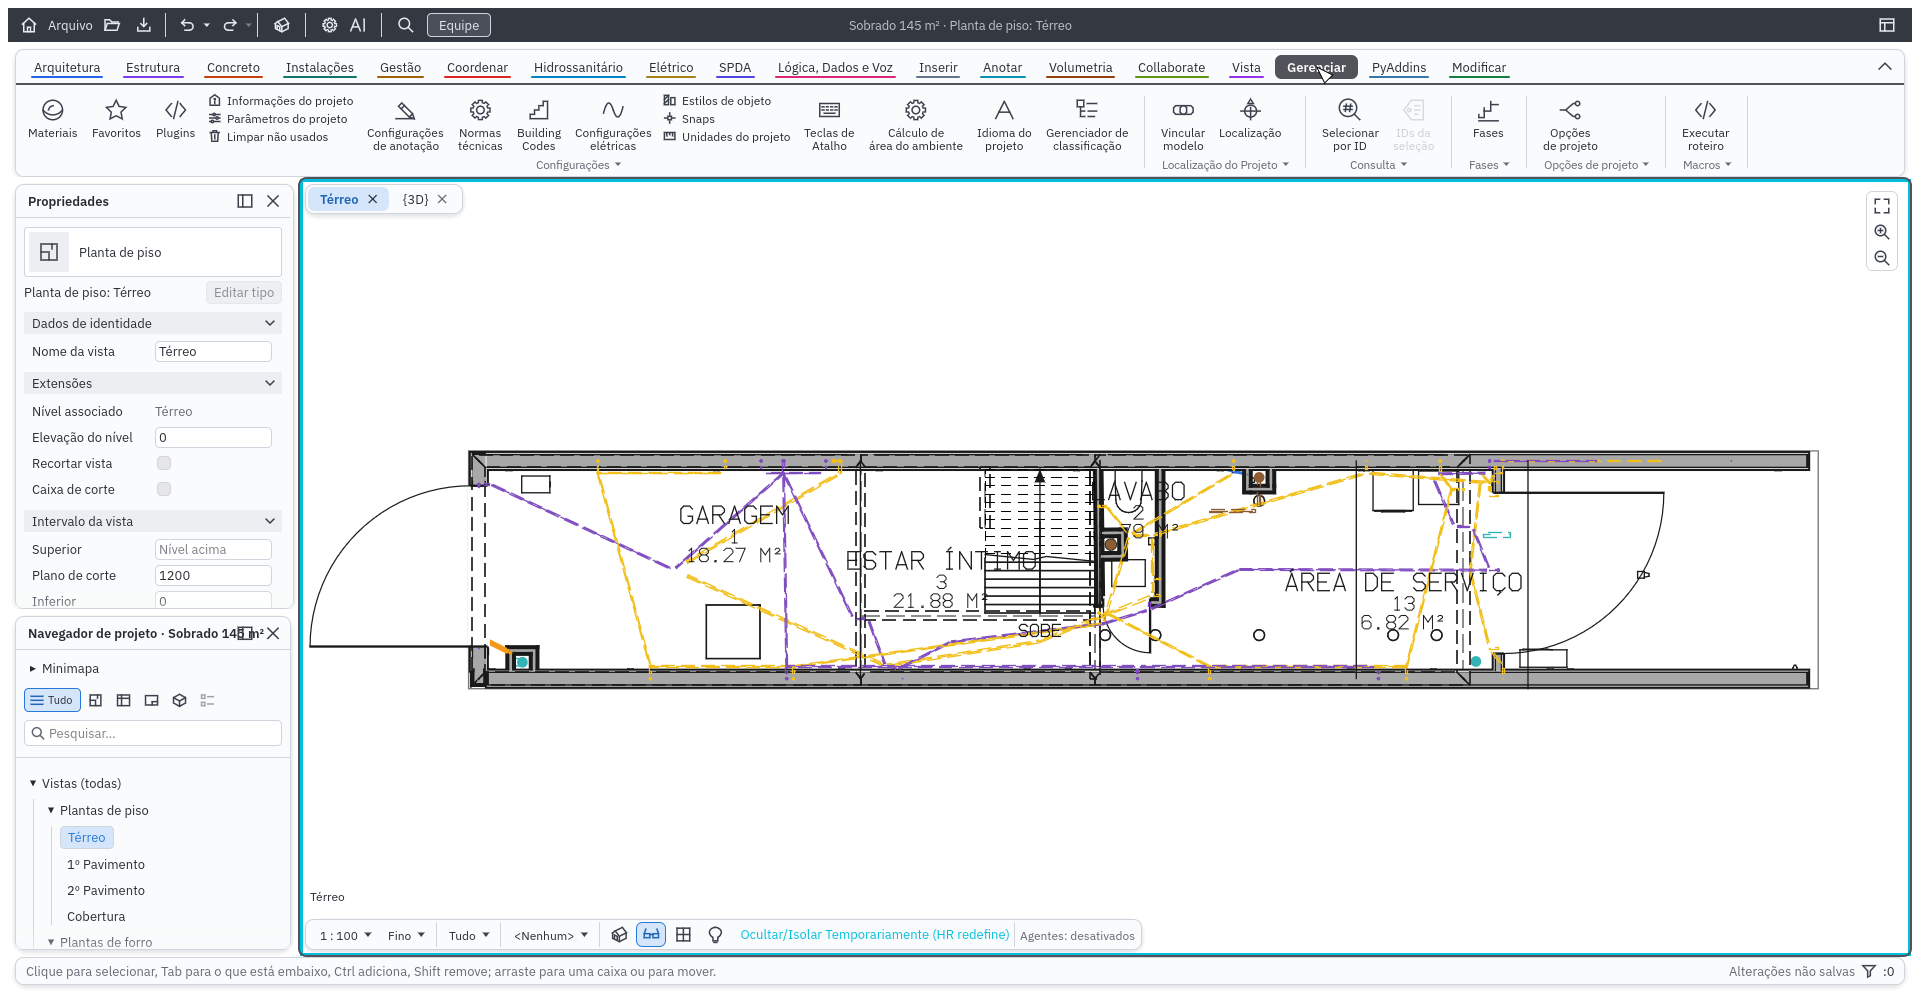 Arquivo
Equipe
Sobrado 145 m² · Planta de piso: Térreo
Arquitetura Estrutura Concreto Instalações Gestão Coordenar Hidrossanitário Elétrico SPDA Lógica, Dados e Voz Inserir Anotar Volumetria Collaborate Vista Gerenciar PyAddins Modificar
Materiais
Favoritos
Plugins
Informações do projeto
Parâmetros do projeto
Limpar não usados
Configurações
de anotação
Normas
técnicas
Building
Codes
Configurações
elétricas
Estilos de objeto
Snaps
Unidades do projeto
Teclas de
Atalho
Cálculo de
área do ambiente
Idioma do
projeto
Gerenciador de
classificação
Configurações
Vincular
modelo
Localização
Localização do Projeto
Selecionar
por ID
IDs da
seleção
Consulta
Fases
Fases
Opções
de projeto
Opções de projeto
Executar
roteiro
Macros
Propriedades
Planta de piso
Planta de piso: Térreo
Editar tipo
Dados de identidade
Nome da vista Térreo
Extensões
Nível associado Térreo
Elevação do nível 0
Recortar vista
Caixa de corte
Intervalo da vista
Superior Nível acima
Plano de corte 1200
Inferior 0
Navegador de projeto · Sobrado 145 m²
Minimapa
Tudo
Pesquisar...
Vistas (todas)
Plantas de piso
Térreo
1º Pavimento
2º Pavimento
Cobertura
Plantas de forro
Térreo
{3D}
GARAGEM
1
18.27 M²
ESTAR ÍNTIMO
3
21.88 M²
SOBE
LAVABO
2
ÁREA DE SERVIÇO
13
6.82 M²
Térreo
1 : 100 Fino Tudo <Nenhum>
Ocultar/Isolar Temporariamente (HR redefine)
Agentes: desativados
Clique para selecionar, Tab para o que está embaixo, Ctrl adiciona, Shift remove; arraste para uma caixa ou para mover.
Alterações não salvas
:0